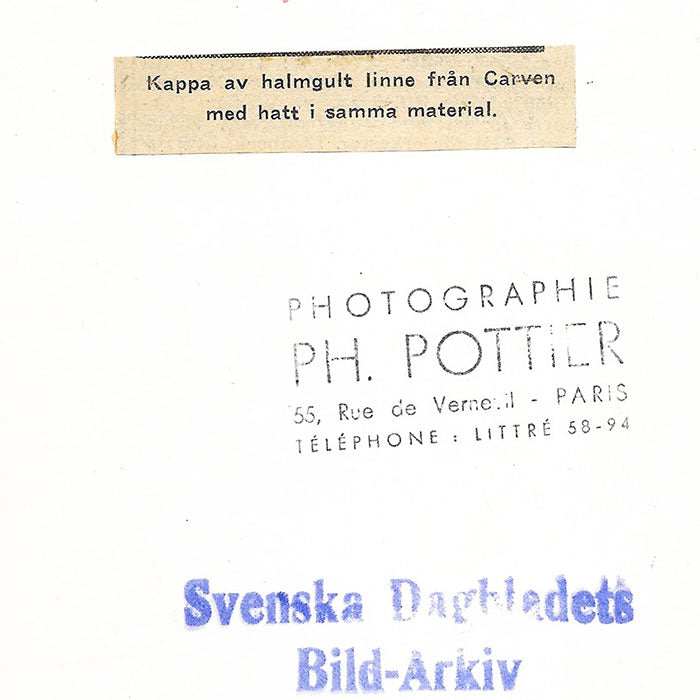 Kappa av halmgult linne från Carven
med hatt i samma material.
PHOTOGRAPHIE
PH. POTTIER
55, Rue de Verneuil - PARIS
TÉLÉPHONE : LITTRÉ 58-94
Svenska Dagbladets
Bild-Arkiv